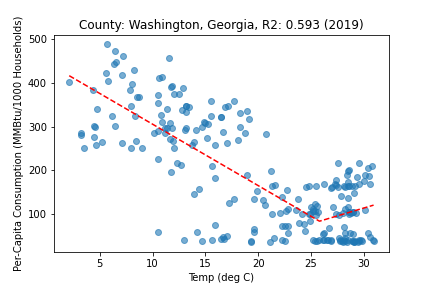 County: Washington, Georgia, R2: 0.593 (2019)
Per-Capita Consumption (MMBtu/1000 Households)
500
400
300
200
100
5 10 15 20 25 30
Temp (deg C)